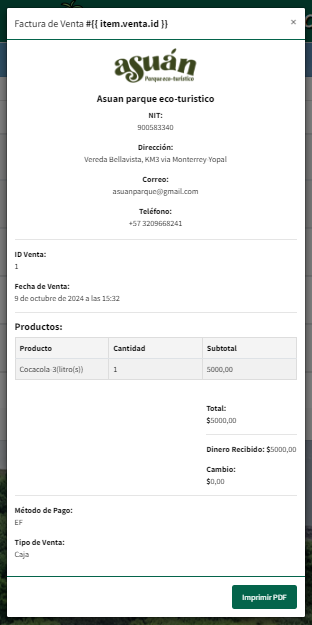 Factura de Venta #{{ item.venta.id }}
×
asuán
Parque eco-turístico
Asuan parque eco-turistico
NIT:
900583340
Dirección:
Vereda Bellavista, KM3 via Monterrey Yopal
Correo:
asuanparque@gmail.com
Teléfono:
+57 3209668241
ID Venta:
1
Fecha de Venta:
9 de octubre de 2024 a las 15:32
Productos:
Producto Cantidad Subtotal
Cocacola 3(litro(s)) 1 5000,00
Total:
$5000,00
Dinero Recibido: $5000,00
Cambio:
$0,00
Método de Pago:
EF
Tipo de Venta:
Caja
Imprimir PDF